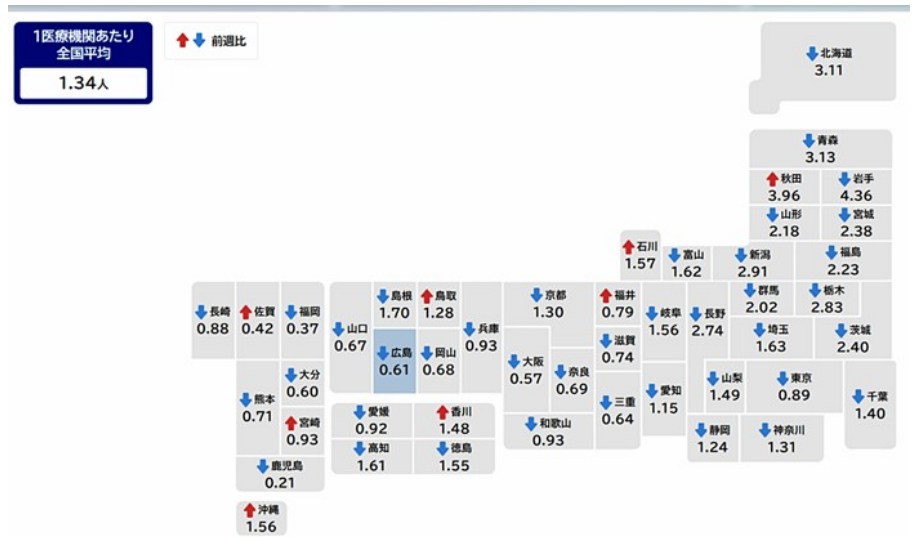 1医療機関あたり
全国平均
1.34人
前週比
北海道
3.11
青森
3.13
秋田
3.96
岩手
4.36
山形
2.18
宮城
2.38
石川
1.57
富山
1.62
新潟
2.91
福島
2.23
長崎
0.88
佐賀
0.42
福岡
0.37
山口
0.67
島根
1.70
鳥取
1.28
兵庫
0.93
京都
1.30
福井
0.79
岐阜
1.56
長野
2.74
群馬
2.02
栃木
2.83
広島
0.61
岡山
0.68
滋賀
0.74
埼玉
1.63
茨城
2.40
大分
0.60
熊本
0.71
宮崎
0.93
大阪
0.57
奈良
0.69
三重
0.64
愛知
1.15
山梨
1.49
東京
0.89
千葉
1.40
愛媛
0.92
香川
1.48
和歌山
0.93
高知
1.61
徳島
1.55
静岡
1.24
神奈川
1.31
鹿児島
0.21
沖縄
1.56